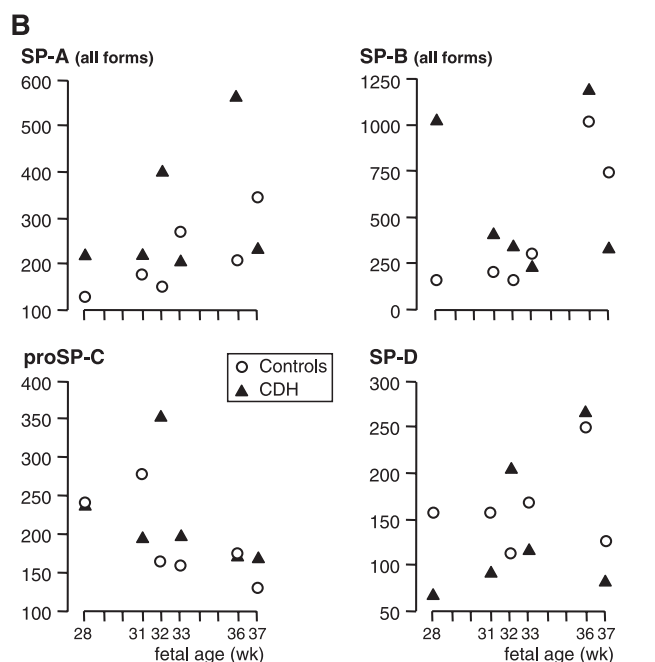 B
SP-A (all forms)
600
500
400
300
200
100
SP-B (all forms)
1250
1000
750
500
250
0
proSP-C
400
350
300
250
200
150
100
28 31 32 33 36 37
fetal age (wk)
Controls
CDH
SP-D
300
250
200
150
100
50
28 31 32 33 36 37
fetal age (wk)